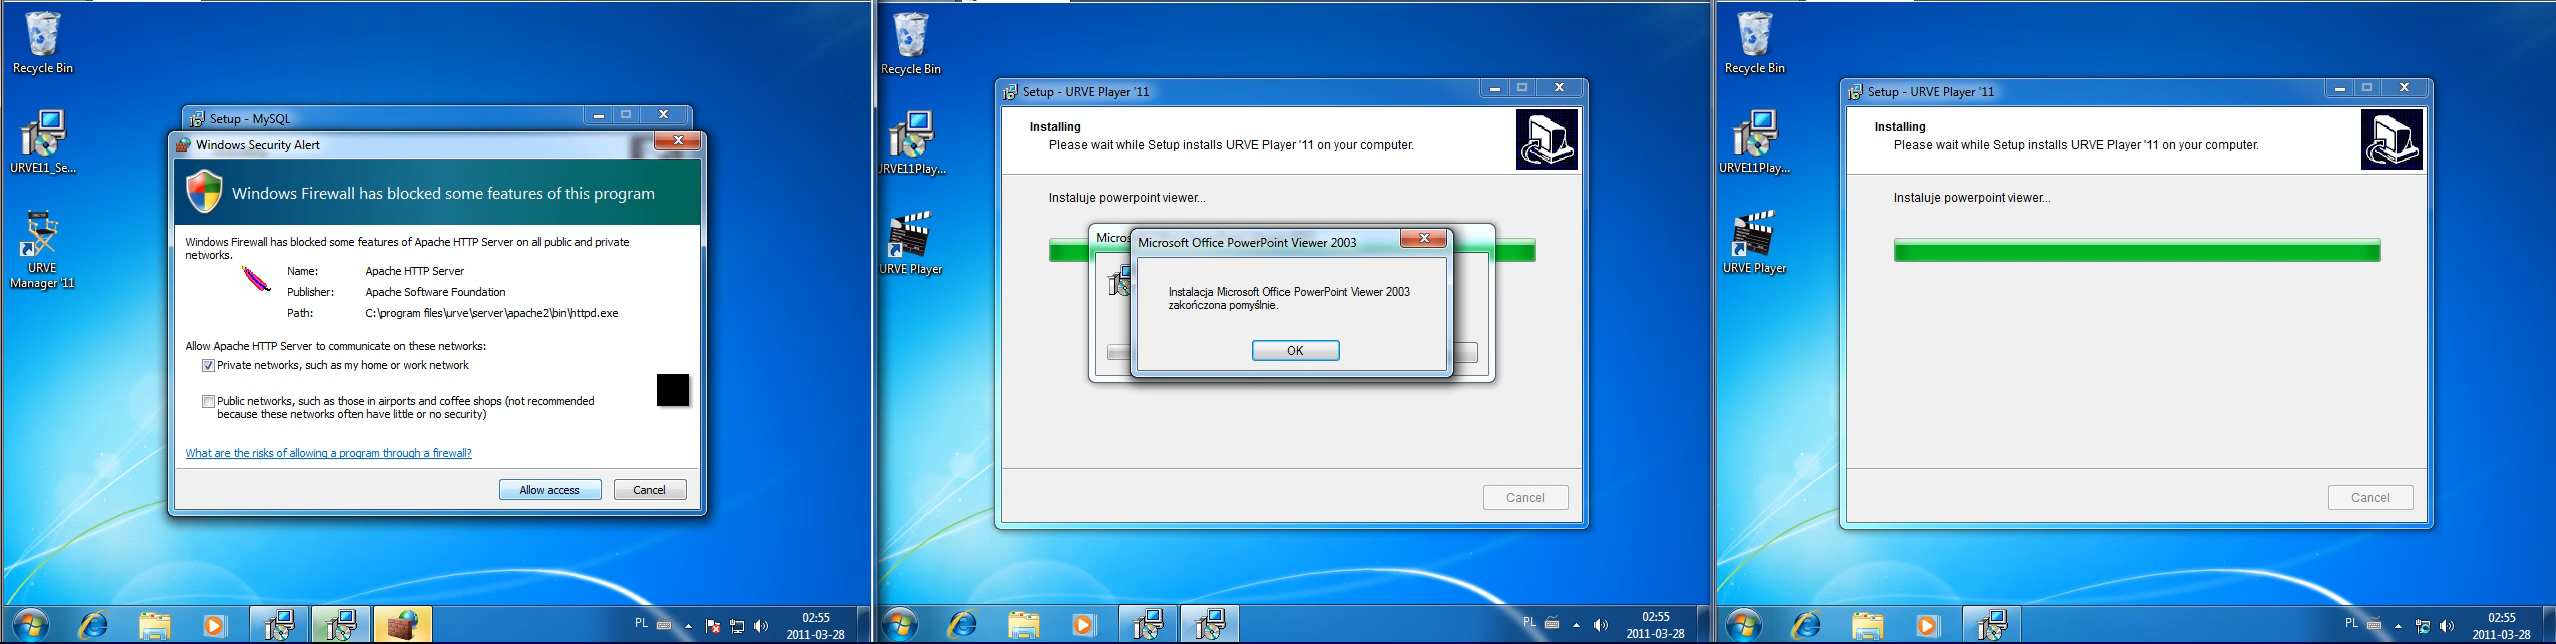 Recycle Bin
URVE11_Se...
URVE
Manager '11
Setup - MySQL
Windows Security Alert
Windows Firewall has blocked some features of this program
Windows Firewall has blocked some features of Apache HTTP Server on all public and private
networks.
Name: Apache HTTP Server
Publisher: Apache Software Foundation
Path: C:\program files\urve\server\apache2\bin\httpd.exe
Allow Apache HTTP Server to communicate on these networks:
Private networks, such as my home or work network
Public networks, such as those in airports and coffee shops (not recommended
because these networks often have little or no security)
What are the risks of allowing a program through a firewall?
Allow access Cancel
PL 02:55
2011-03-28
Recycle Bin
URVE11Play...
URVE Player
Setup - URVE Player '11
Installing
Please wait while Setup installs URVE Player '11 on your computer.
Instaluje powerpoint viewer...
Micros
Microsoft Office PowerPoint Viewer 2003
Instalacja Microsoft Office PowerPoint Viewer 2003
zakończona pomyślnie.
OK
Cancel
PL 02:55
2011-03-28
Recycle Bin
URVE11Play...
URVE Player
Setup - URVE Player '11
Installing
Please wait while Setup installs URVE Player '11 on your computer.
Instaluje powerpoint viewer...
Cancel
PL 02:55
2011-03-28